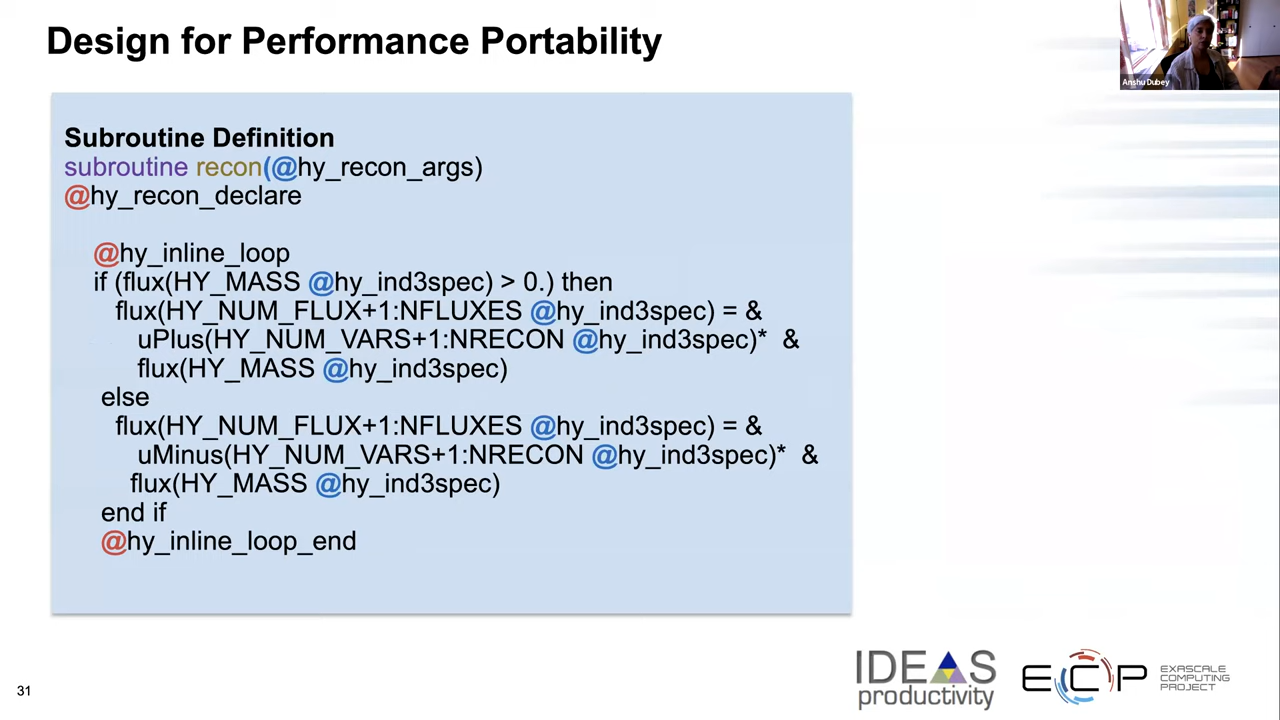 Design for Performance Portability
Anshu Dubey
Subroutine Definition
subroutine recon(@hy_recon_args)
@hy_recon_declare
@hy_inline_loop
if (flux(HY_MASS @hy_ind3spec) > 0.) then
flux(HY_NUM_FLUX+1:NFLUXES @hy_ind3spec) = &
uPlus(HY_NUM_VARS+1:NRECON @hy_ind3spec)* &
flux(HY_MASS @hy_ind3spec)
else
flux(HY_NUM_FLUX+1:NFLUXES @hy_ind3spec) = &
uMinus(HY_NUM_VARS+1:NRECON @hy_ind3spec)* &
flux(HY_MASS @hy_ind3spec)
end if
@hy_inline_loop_end
31
IDEAS
productivity
ECP
EXASCALE
COMPUTING
PROJECT